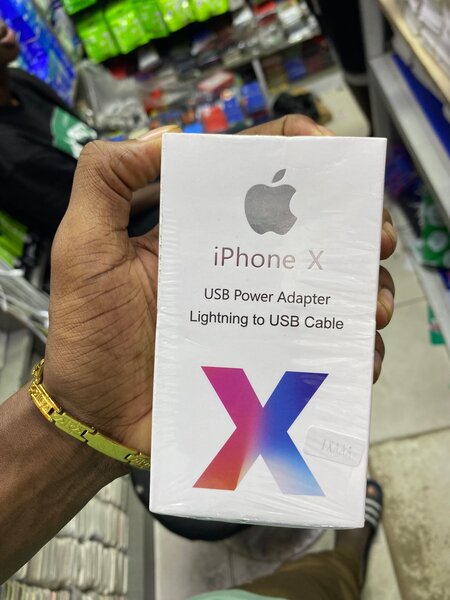 iPhone X
USB Power Adapter
Lightning to USB Cable
X